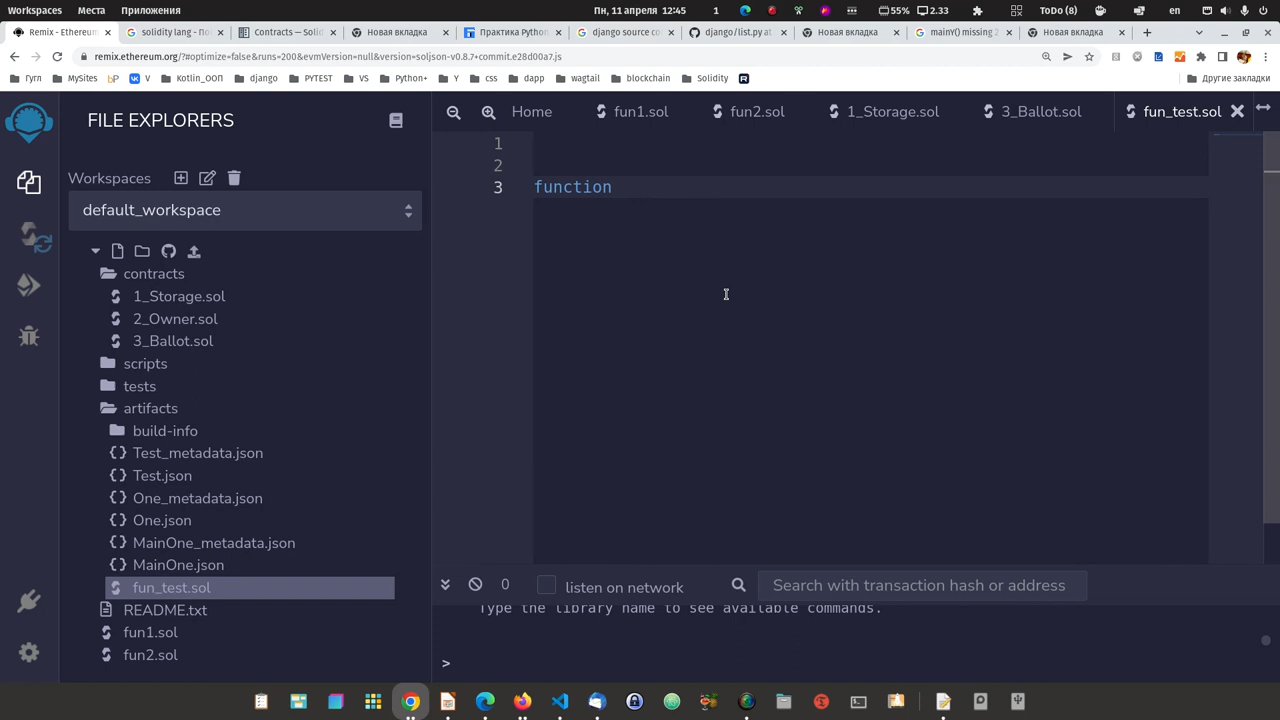 Workspaces Места Приложения Пн, 11 апреля 12:45 1 55% 2.33 ToDo (8) en
Remix - Ethereum solidity lang - По Contracts — Solid Новая вкладка Практика Python django source co django/list.py at Новая вкладка mainY() missing 2 Новая вкладка
remix.ethereum.org/?#optimize=false&runs=200&evmVersion=null&version=soljson-v0.8.7+commit.e28d00a7.js
Гугл MySites bP V Kotlin_ООП django PYTEST VS Python+ Y css dapp wagtail blockchain Solidity R Другие закладки
FILE EXPLORERS
Home fun1.sol fun2.sol 1_Storage.sol 3_Ballot.sol fun_test.sol
Workspaces
default_workspace
contracts
1_Storage.sol
2_Owner.sol
3_Ballot.sol
scripts
tests
artifacts
build-info
Test_metadata.json
Test.json
One_metadata.json
One.json
MainOne_metadata.json
MainOne.json
fun_test.sol
README.txt
fun1.sol
fun2.sol
1
2
3 function
0 listen on network Search with transaction hash or address
Type the library name to see available commands.
>